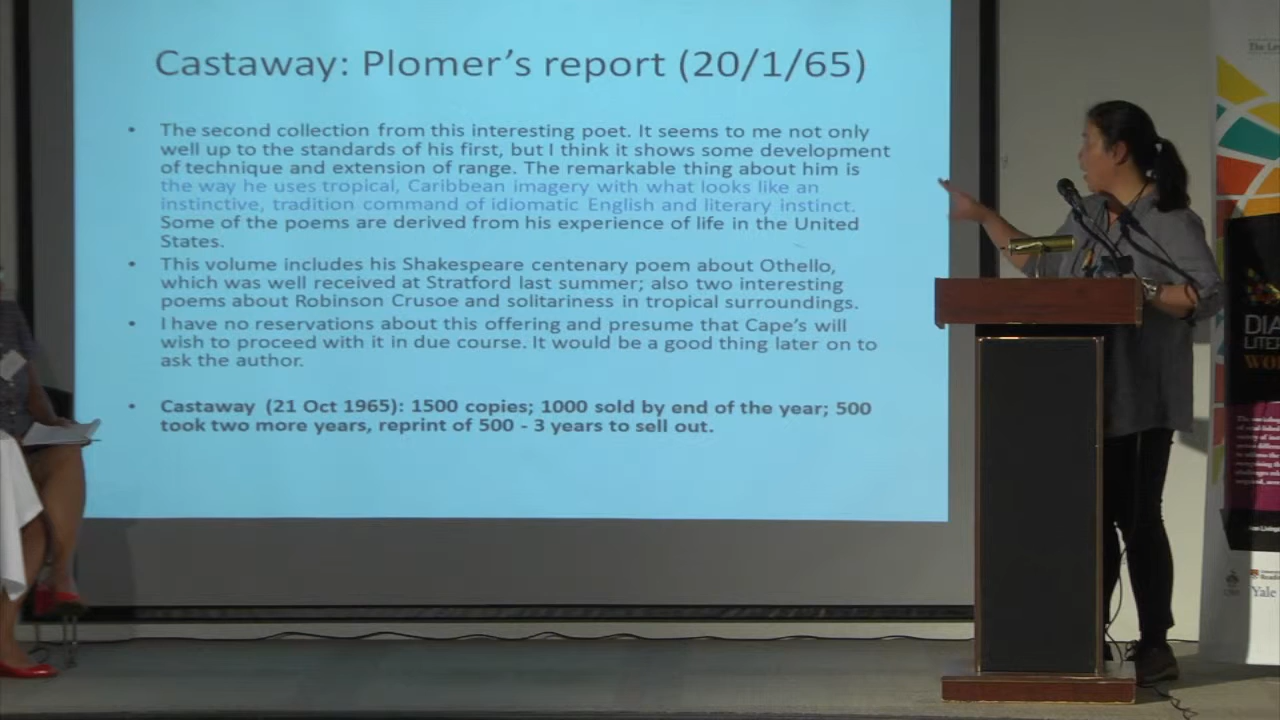 Castaway: Plomer's report (20/1/65)
• The second collection from this interesting poet. It seems to me not only
well up to the standards of his first, but I think it shows some development
of technique and extension of range. The remarkable thing about him is
the way he uses tropical, Caribbean imagery with what looks like an
instinctive, tradition command of idiomatic English and literary instinct.
Some of the poems are derived from his experience of life in the United
States.
• This volume includes his Shakespeare centenary poem about Othello,
which was well received at Stratford last summer; also two interesting
poems about Robinson Crusoe and solitariness in tropical surroundings.
• I have no reservations about this offering and presume that Cape's will
wish to proceed with it in due course. It would be a good thing later on to
ask the author.
• Castaway (21 Oct 1965): 1500 copies; 1000 sold by end of the year; 500
took two more years, reprint of 500 - 3 years to sell out.
The
DIA
LITER
WO
Yale